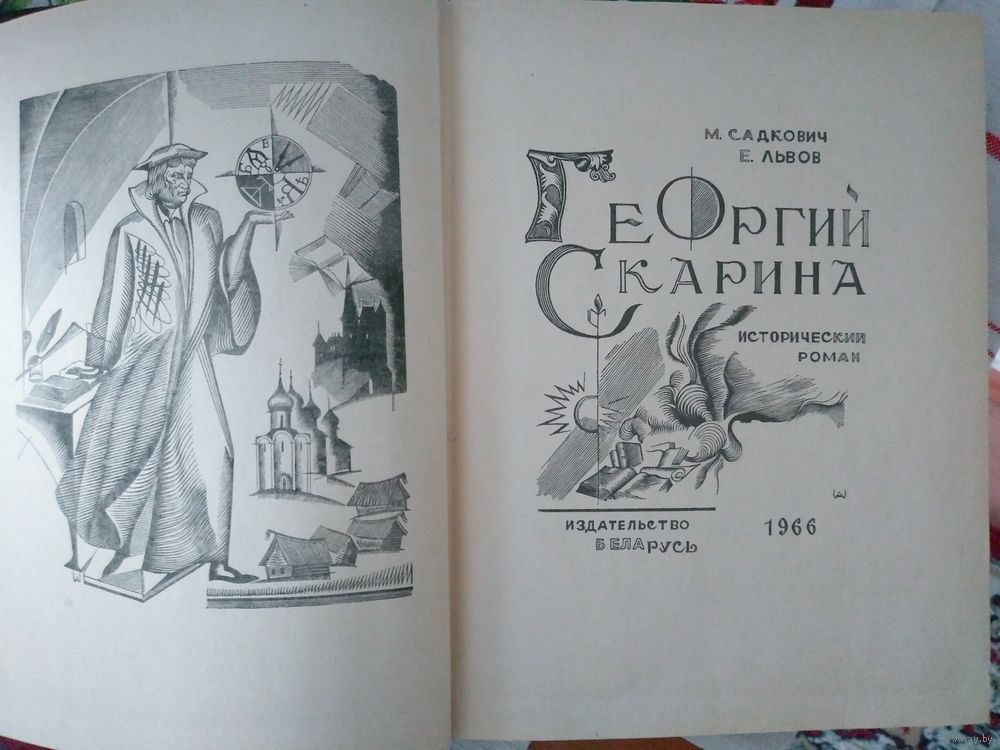 М. САДКОВИЧ
Е. ЛЬВОВ
ГЕОРГИЙ
СКАРИНА
ИСТОРИЧЕСКИЙ
РОМАН
ИЗДАТЕЛЬСТВО
БЕЛАРУСЬ
1966